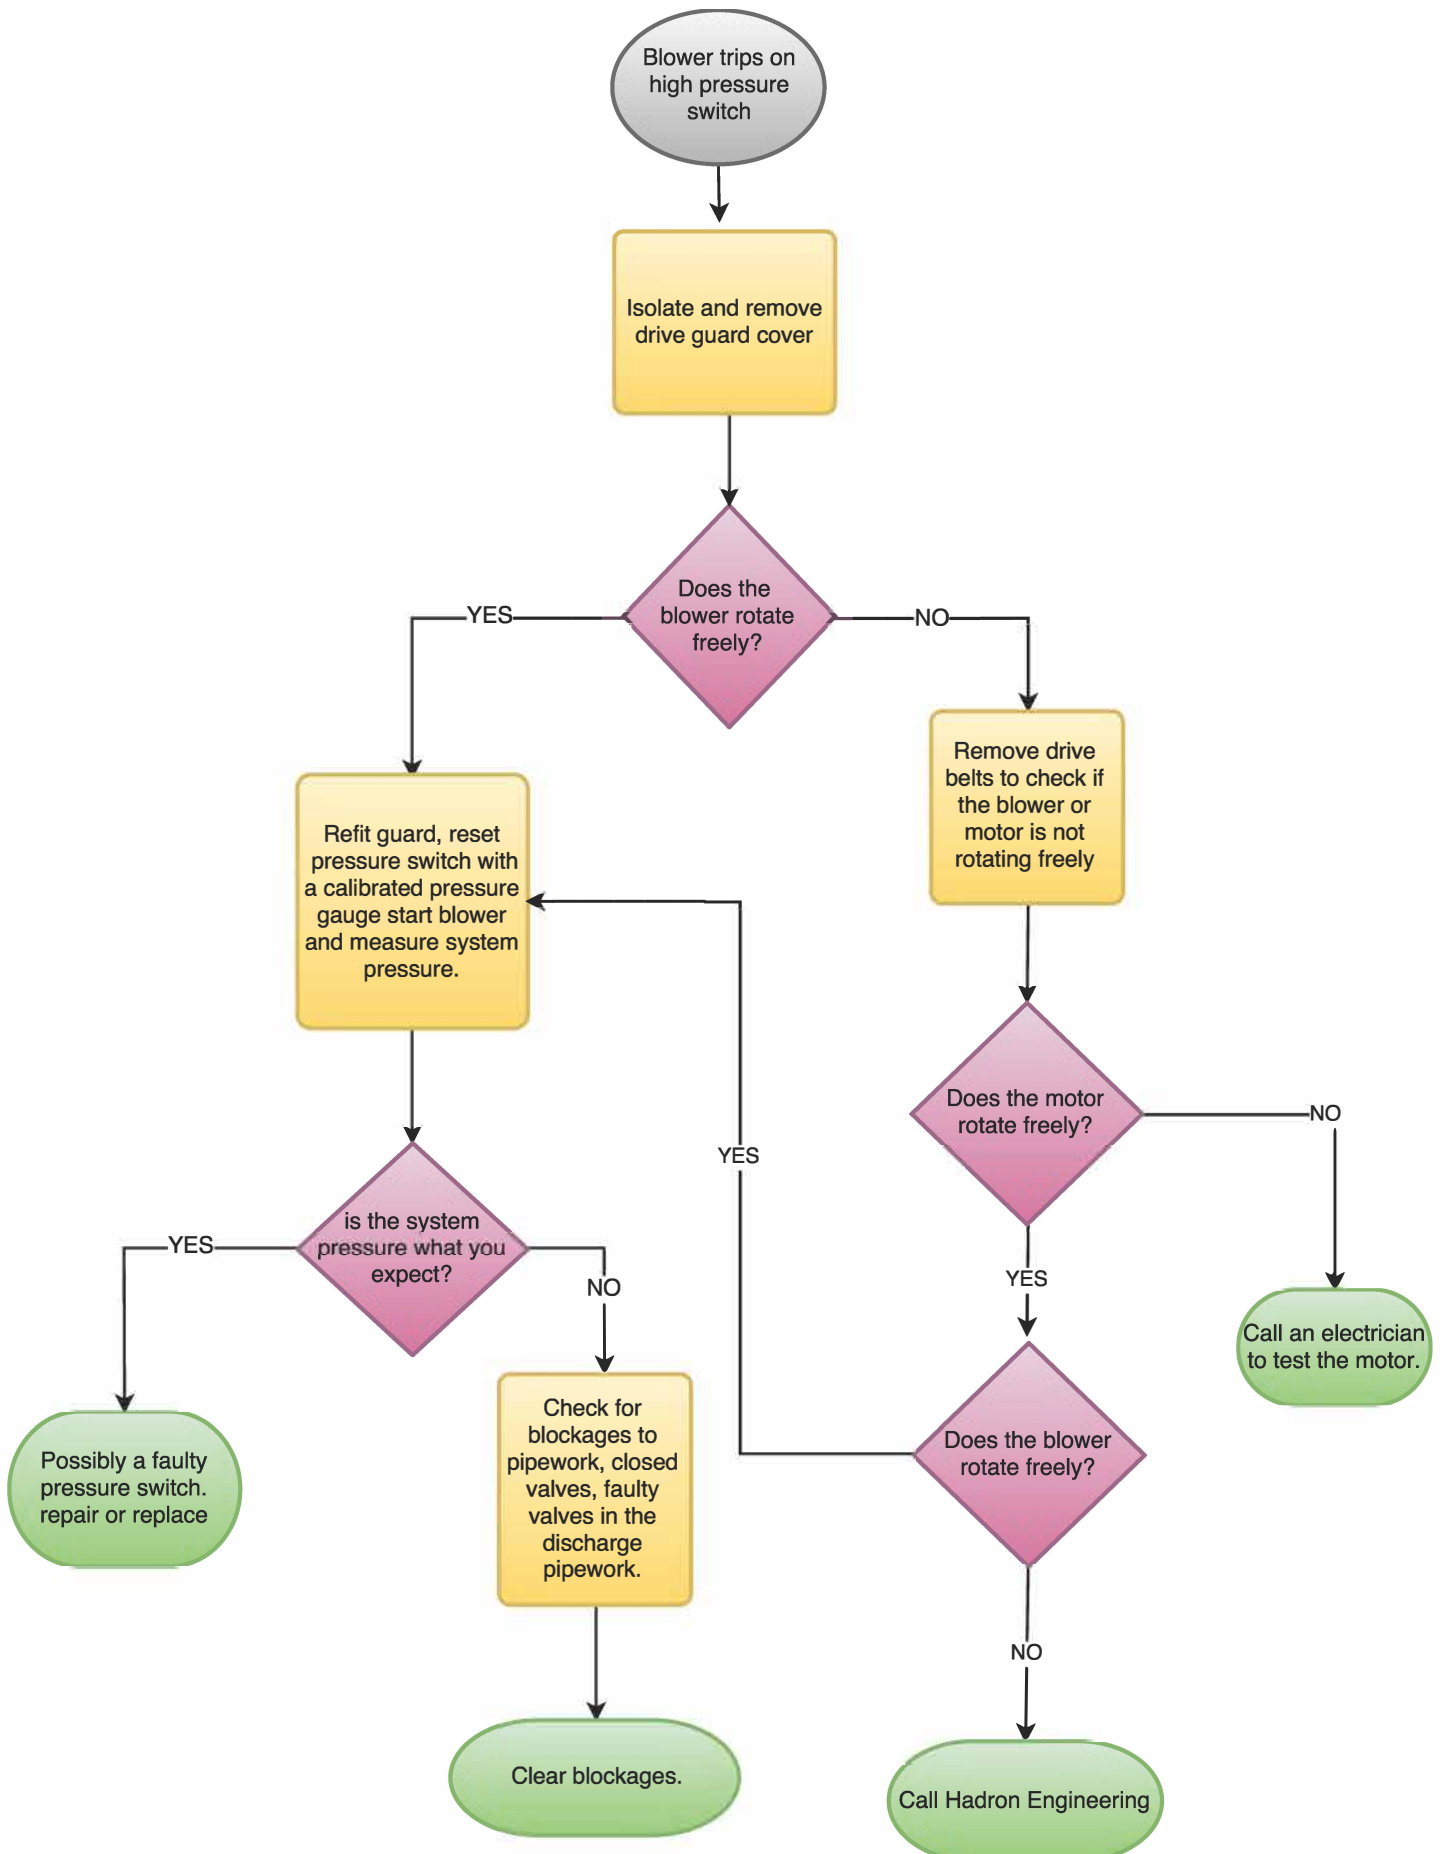 Blower trips on
high pressure
switch
Isolate and remove
drive guard cover
Does the
blower rotate
freely?
YES
NO
Remove drive
belts to check if
the blower or
motor is not
rotating freely
Refit guard, reset
pressure switch with
a calibrated pressure
gauge start blower
and measure system
pressure.
Does the motor
rotate freely?
NO
YES
is the system
pressure what you
expect?
YES
NO
YES
Call an electrician
to test the motor.
Check for
blockages to
pipework, closed
valves, faulty
valves in the
discharge
pipework.
Does the blower
rotate freely?
Possibly a faulty
pressure switch.
repair or replace
NO
Clear blockages.
Call Hadron Engineering